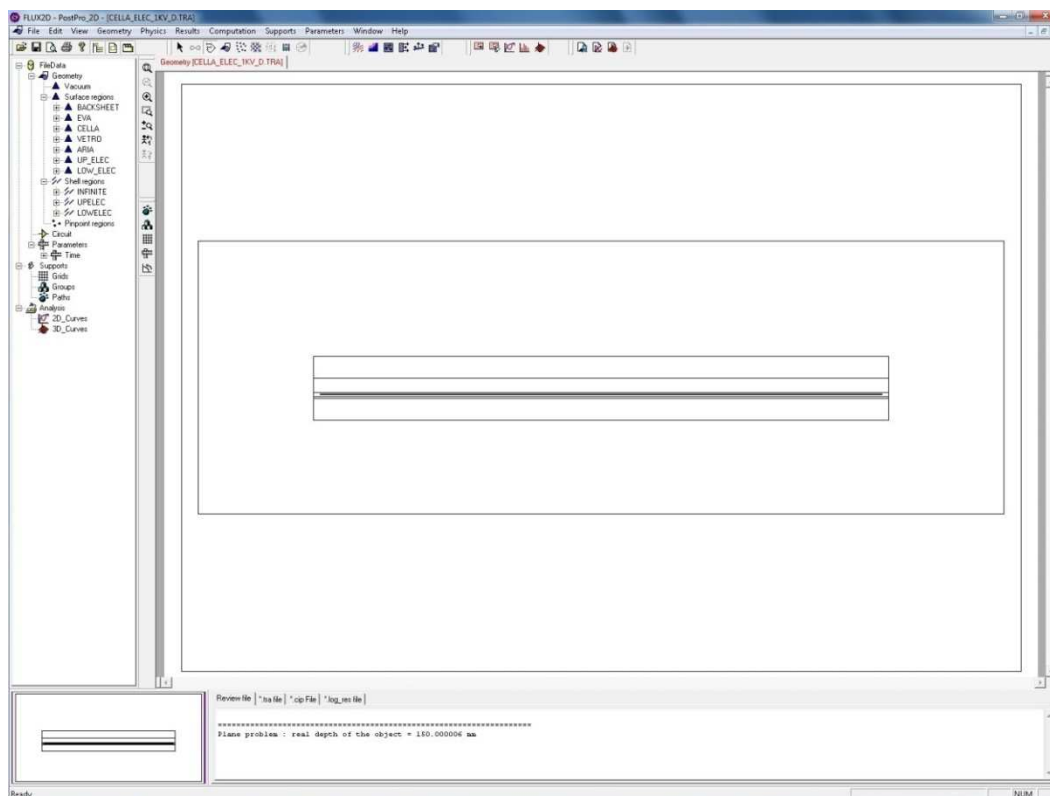 FLUX2D - PostPro_2D - [CELLA_ELEC_1KV_D.TRA]
File Edit View Geometry Physics Results Computation Supports Parameters Window Help
Geometry [CELLA_ELEC_1KV_D.TRA]
FileData
Geometry
Vacuum
Surface regions
BACKSHEET
EVA
CELLA
VETRO
ARIA
UP_ELEC
LOW_ELEC
Shell regions
INFINITE
UPELEC
LOWELEC
Pinpoint regions
Circuit
Parameters
Time
Supports
Grids
Groups
Paths
Analysis
2D_Curves
3D_Curves
Review file *.tra file *.cip File *.log_res file
Plane problem : real depth of the object = 150.000006 mm
Ready
NUM